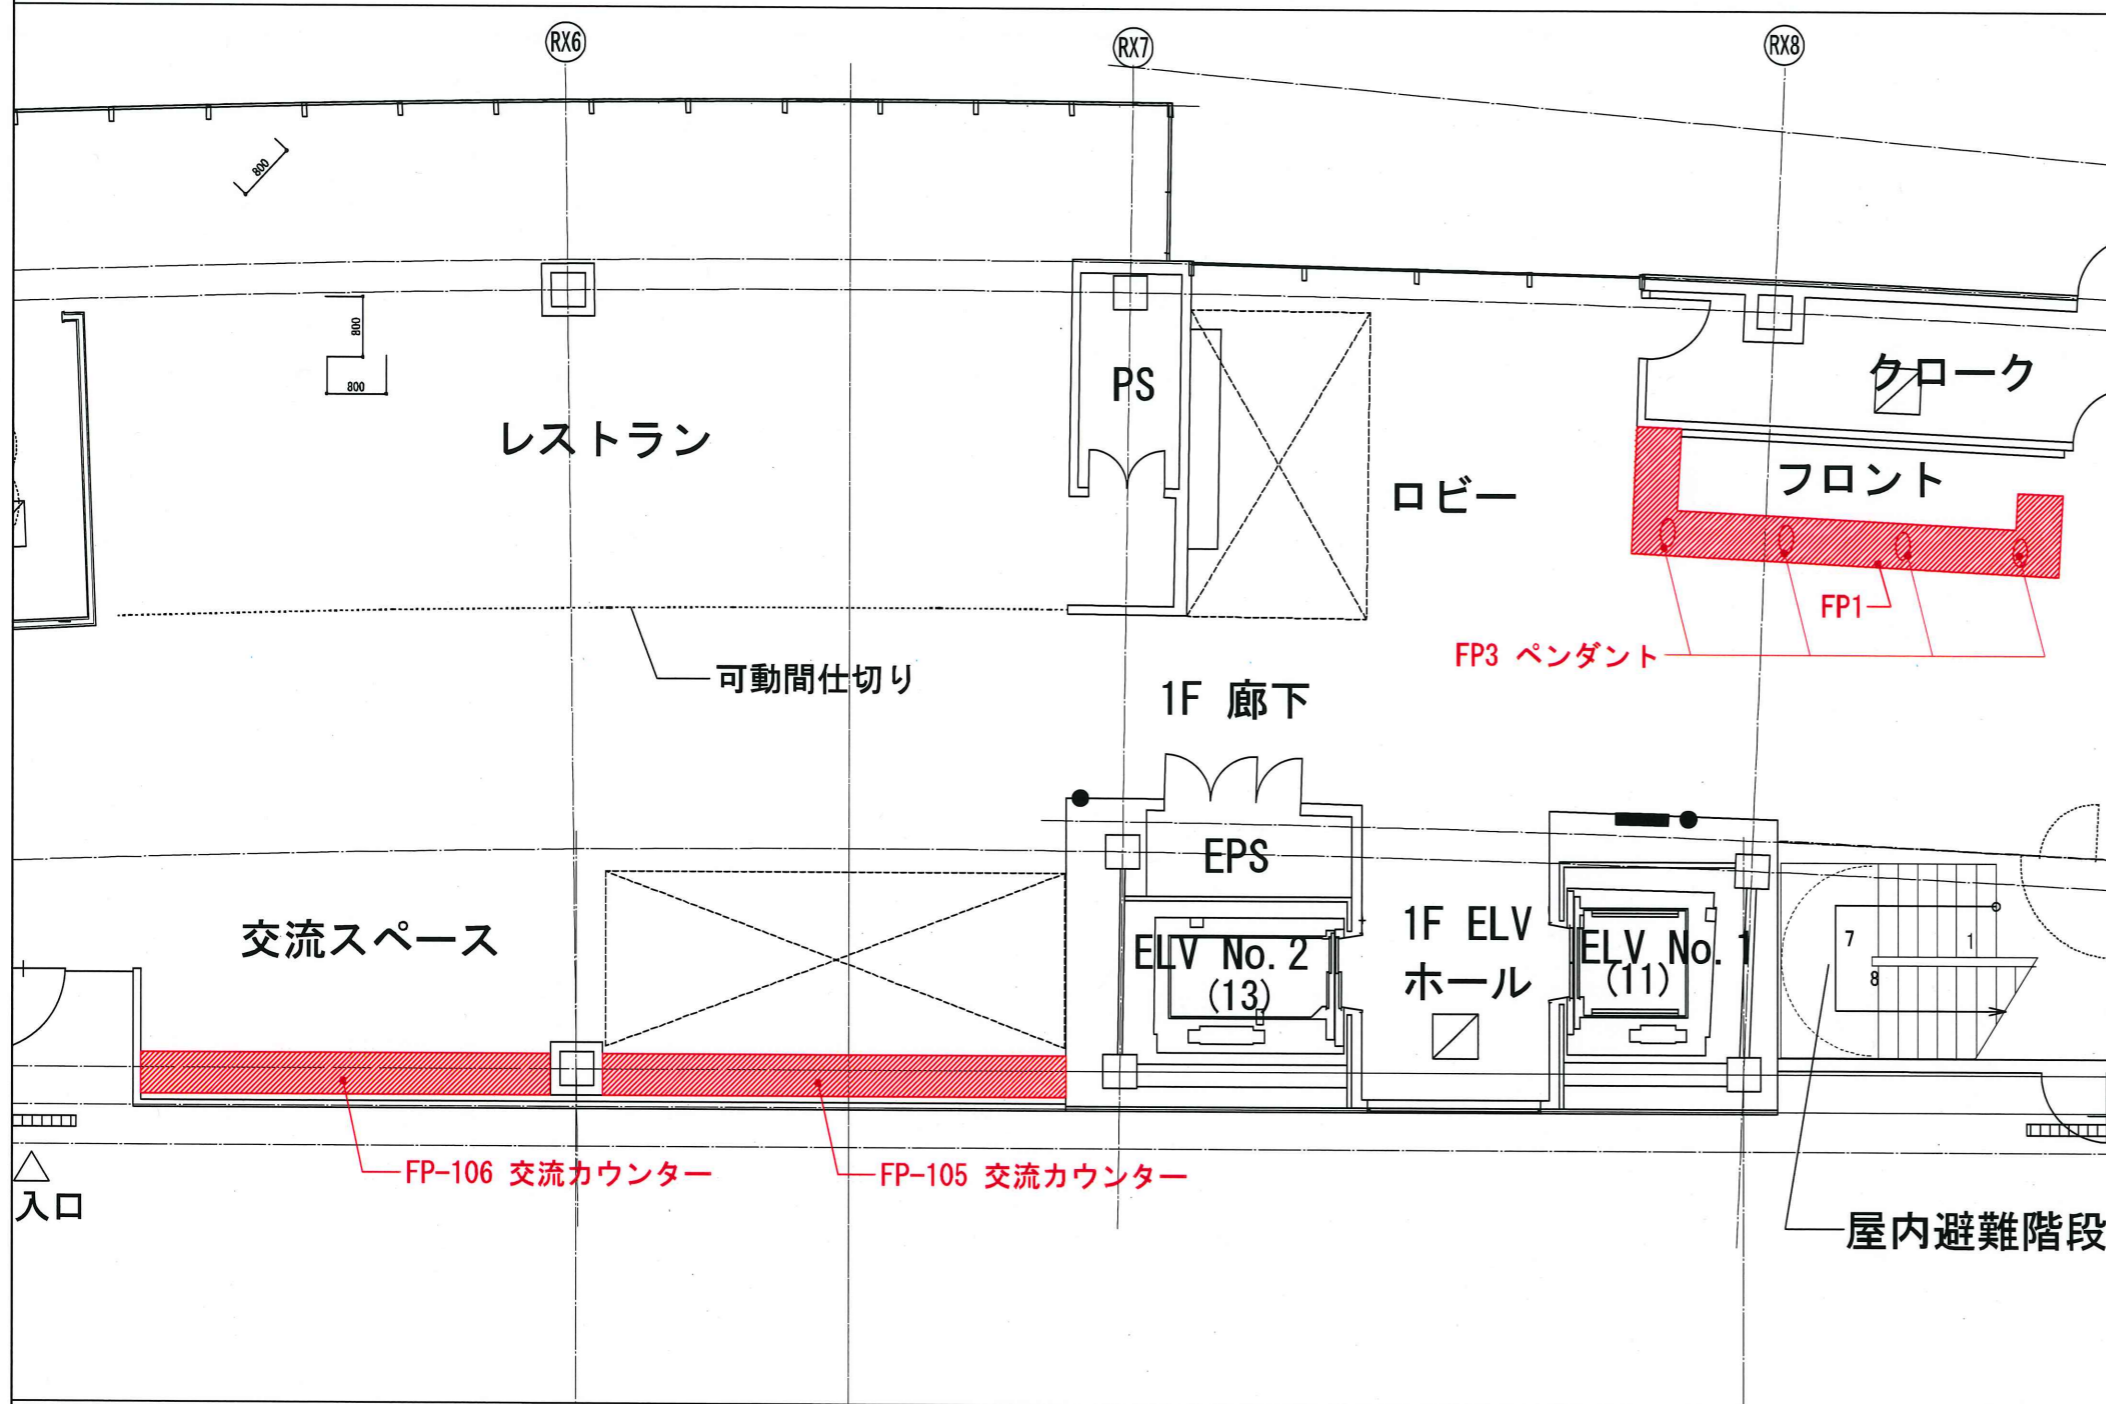 RX6
RX7
RX8
800
800
800
PS
クローク
レストラン
フロント
ロビー
FP1
FP3 ペンダント
可動間仕切り
1F 廊下
EPS
交流スペース
ELV No.2
(13)
1F ELV
ホール
ELV No.1
(11)
7
1
8
FP-106 交流カウンター
FP-105 交流カウンター
入口
屋内避難階段